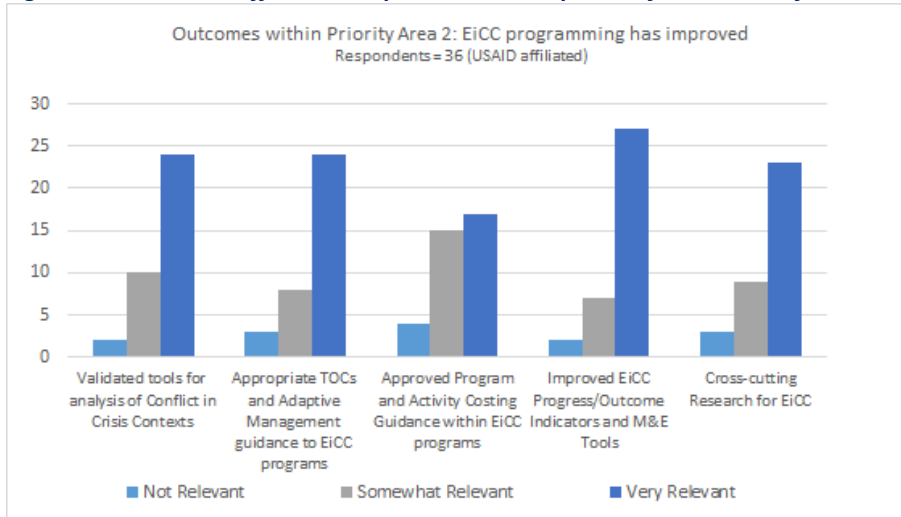 Outcomes within Priority Area 2: EiCC programming has improved
Respondents = 36 (USAID affiliated)
30
25
20
15
10
5
0
Validated tools for
analysis of Conflict in
Crisis Contexts
Appropriate TOCs
and Adaptive
Management
guidance to EiCC
programs
Approved Program
and Activity Costing
Guidance within EiCC
programs
Improved EiCC
Progress/Outcome
Indicators and M&E
Tools
Cross-cutting
Research for EiCC
Not Relevant
Somewhat Relevant
Very Relevant